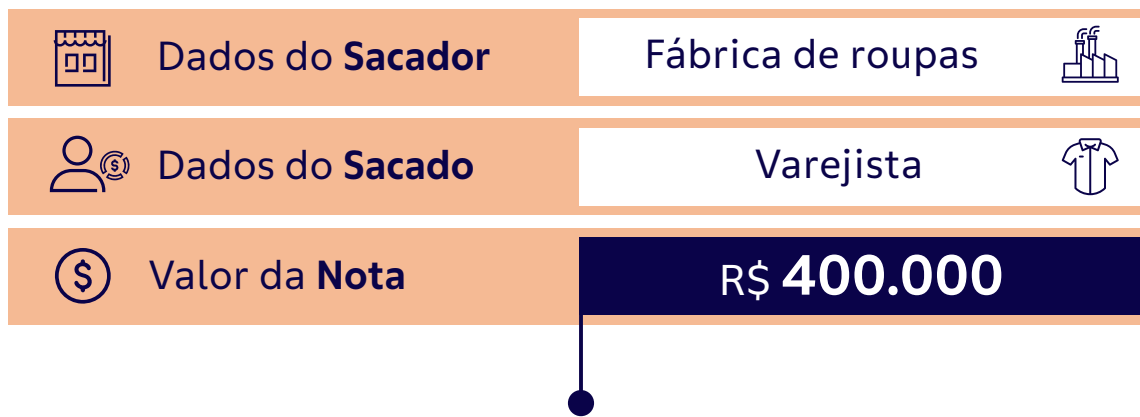 Dados do Sacador
Fábrica de roupas
Dados do Sacado
Varejista
Valor da Nota
R$ 400.000